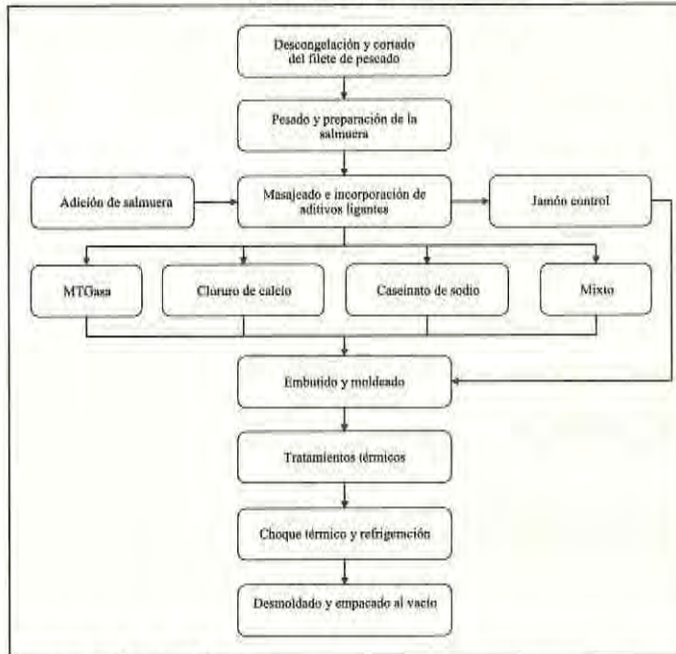 Descongelación y cortado
del filete de pescado
Pesado y preparación de la
salmuera
Adición de salmuera
Masajeado e incorporación de
aditivos ligantes
Jamón control
MTGasa
Cloruro de calcio
Caseinato de sodio
Mixto
Embutido y moldeado
Tratamientos térmicos
Choque térmico y refrigeración
Desmoldado y empacado al vacío